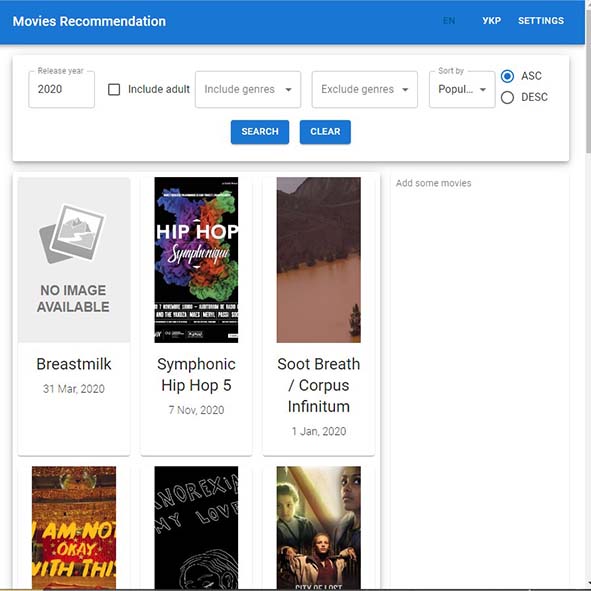 Movies Recommendation
EN УКР SETTINGS
Release year
2020
Include adult
Include genres
Exclude genres
Sort by
Popul...
ASC
DESC
SEARCH CLEAR
Add some movies
NO IMAGE
AVAILABLE
HIP HOP
Symphonique
Breastmilk
31 Mar, 2020
Symphonic
Hip Hop 5
7 Nov, 2020
Soot Breath
/ Corpus
Infinitum
1 Jan, 2020
I AM NOT
OKAY
WITH THIS
ANOREXIA
MY LOVE
CITY OF LOST